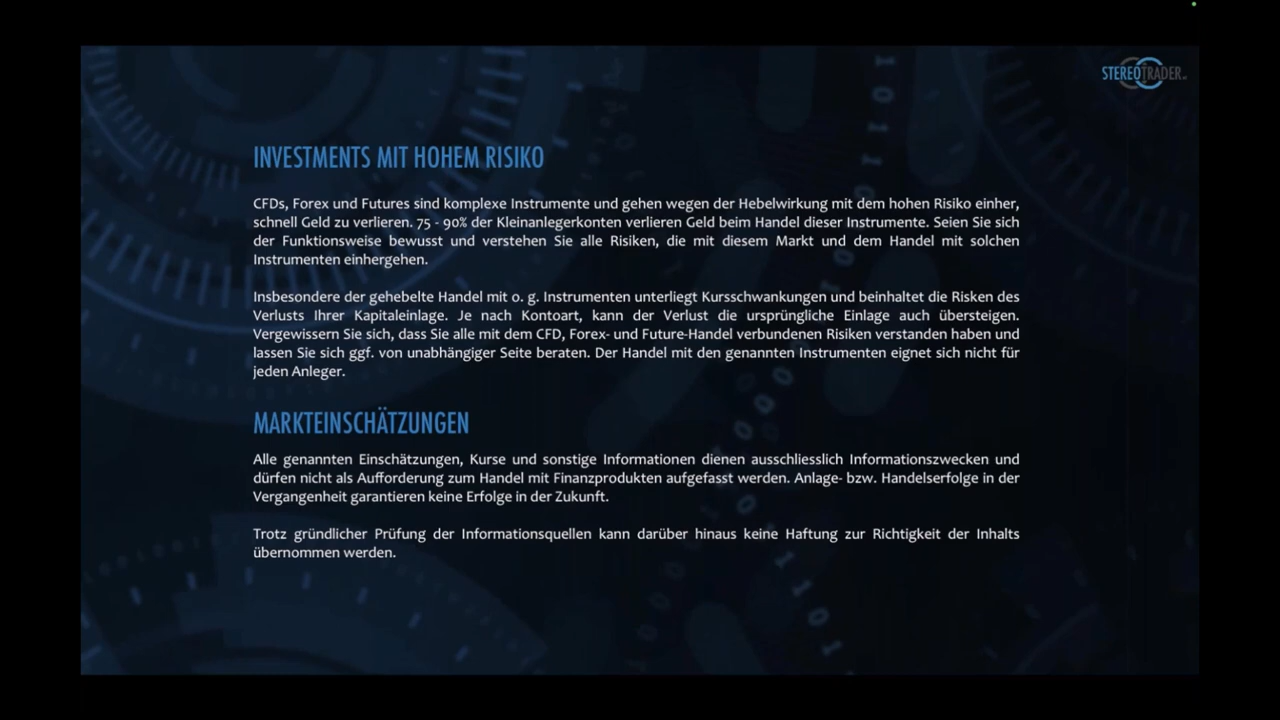 STEREOTRADER
INVESTMENTS MIT HOHEM RISIKO
CFDs, Forex und Futures sind komplexe Instrumente und gehen wegen der Hebelwirkung mit dem hohen Risiko einher,
schnell Geld zu verlieren. 75 - 90% der Kleinanlegerkonten verlieren Geld beim Handel dieser Instrumente. Seien Sie sich
der Funktionsweise bewusst und verstehen Sie alle Risiken, die mit diesem Markt und dem Handel mit solchen
Instrumenten einhergehen.
Insbesondere der gehebelte Handel mit o. g. Instrumenten unterliegt Kursschwankungen und beinhaltet die Risken des
Verlusts Ihrer Kapitaleinlage. Je nach Kontoart, kann der Verlust die ursprüngliche Einlage auch übersteigen.
Vergewissern Sie sich, dass Sie alle mit dem CFD, Forex- und Future-Handel verbundenen Risiken verstanden haben und
lassen Sie sich ggf. von unabhängiger Seite beraten. Der Handel mit den genannten Instrumenten eignet sich nicht für
jeden Anleger.
MARKTEINSCHÄTZUNGEN
Alle genannten Einschätzungen, Kurse und sonstige Informationen dienen ausschliesslich Informationszwecken und
dürfen nicht als Aufforderung zum Handel mit Finanzprodukten aufgefasst werden. Anlage- bzw. Handelserfolge in der
Vergangenheit garantieren keine Erfolge in der Zukunft.
Trotz gründlicher Prüfung der Informationsquellen kann darüber hinaus keine Haftung zur Richtigkeit der Inhalts
übernommen werden.